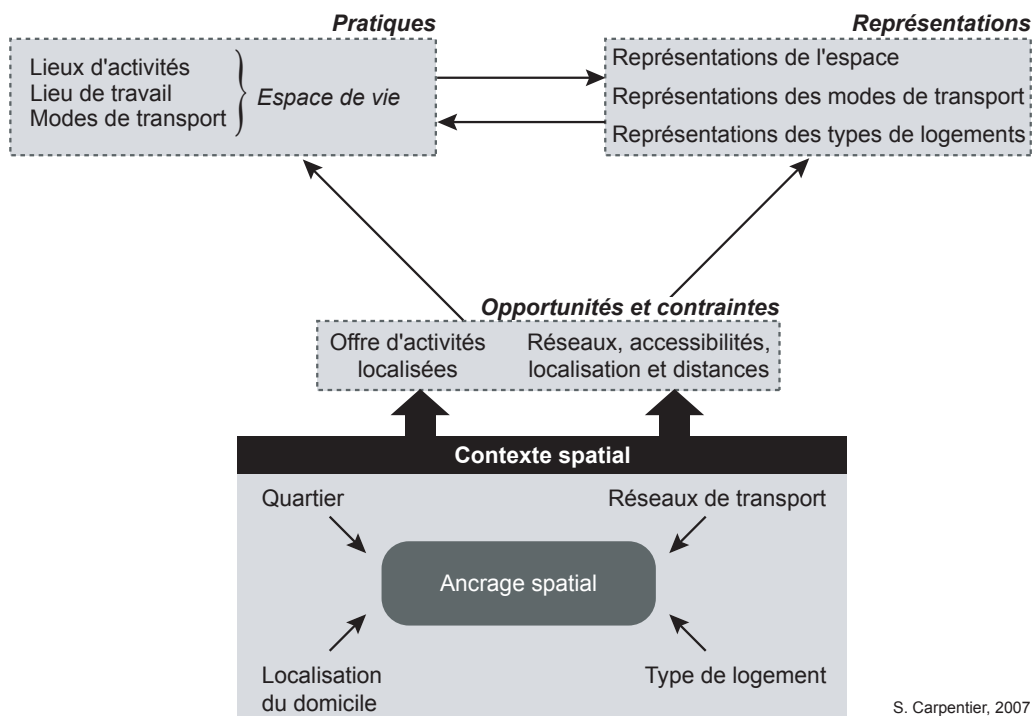 Pratiques
Lieux d'activités
Lieu de travail
Modes de transport
Espace de vie
Représentations
Représentations de l'espace
Représentations des modes de transport
Représentations des types de logements
Opportunités et contraintes
Offre d'activités
localisées
Réseaux, accessibilités,
localisation et distances
Contexte spatial
Quartier
Réseaux de transport
Ancrage spatial
Localisation
du domicile
Type de logement
S. Carpentier, 2007